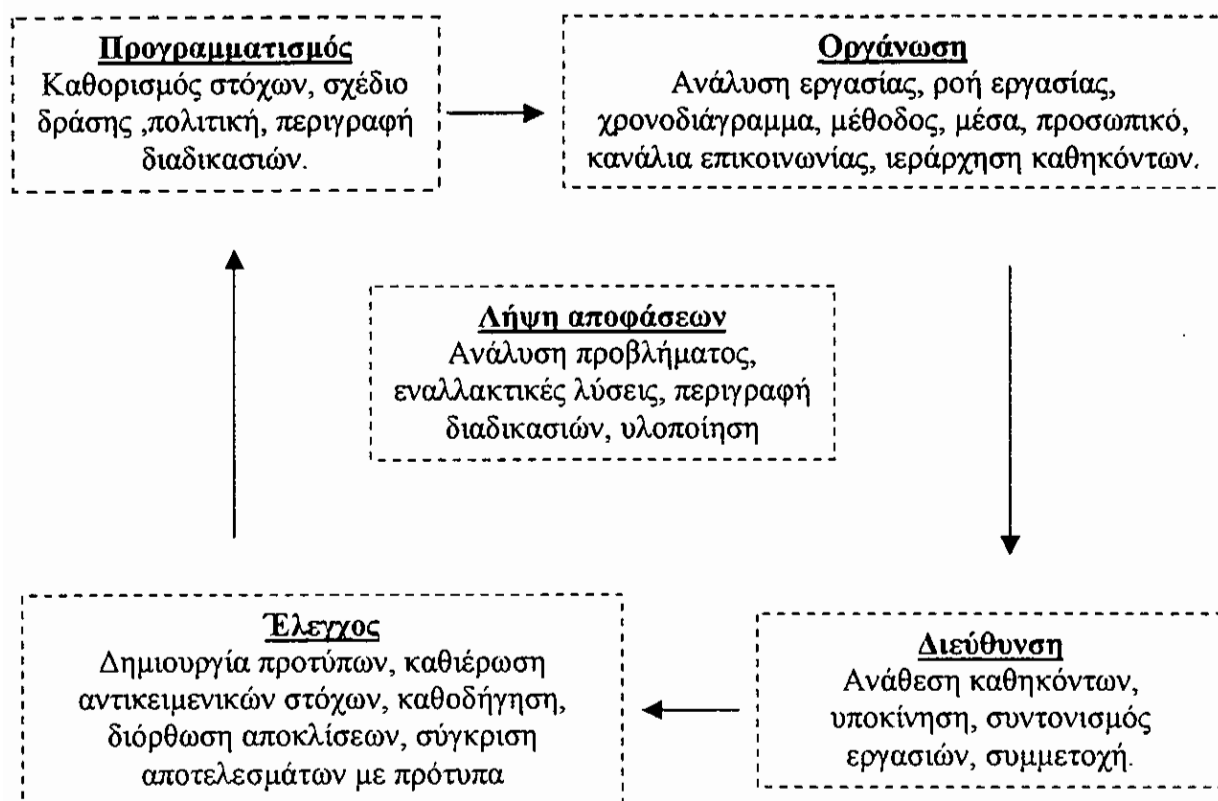 Προγραμματισμός
Καθορισμός στόχων, σχέδιο
δράσης ,πολιτική, περιγραφή
διαδικασιών.
Οργάνωση
Ανάλυση εργασίας, ροή εργασίας,
χρονοδιάγραμμα, μέθοδος, μέσα, προσωπικό,
κανάλια επικοινωνίας, ιεράρχηση καθηκόντων.
Λήψη αποφάσεων
Ανάλυση προβλήματος,
εναλλακτικές λύσεις, περιγραφή
διαδικασιών, υλοποίηση
Έλεγχος
Δημιουργία προτύπων, καθιέρωση
αντικειμενικών στόχων, καθοδήγηση,
διόρθωση αποκλίσεων, σύγκριση
αποτελεσμάτων με πρότυπα
Διεύθυνση
Ανάθεση καθηκόντων,
υποκίνηση, συντονισμός
εργασιών, συμμετοχή.